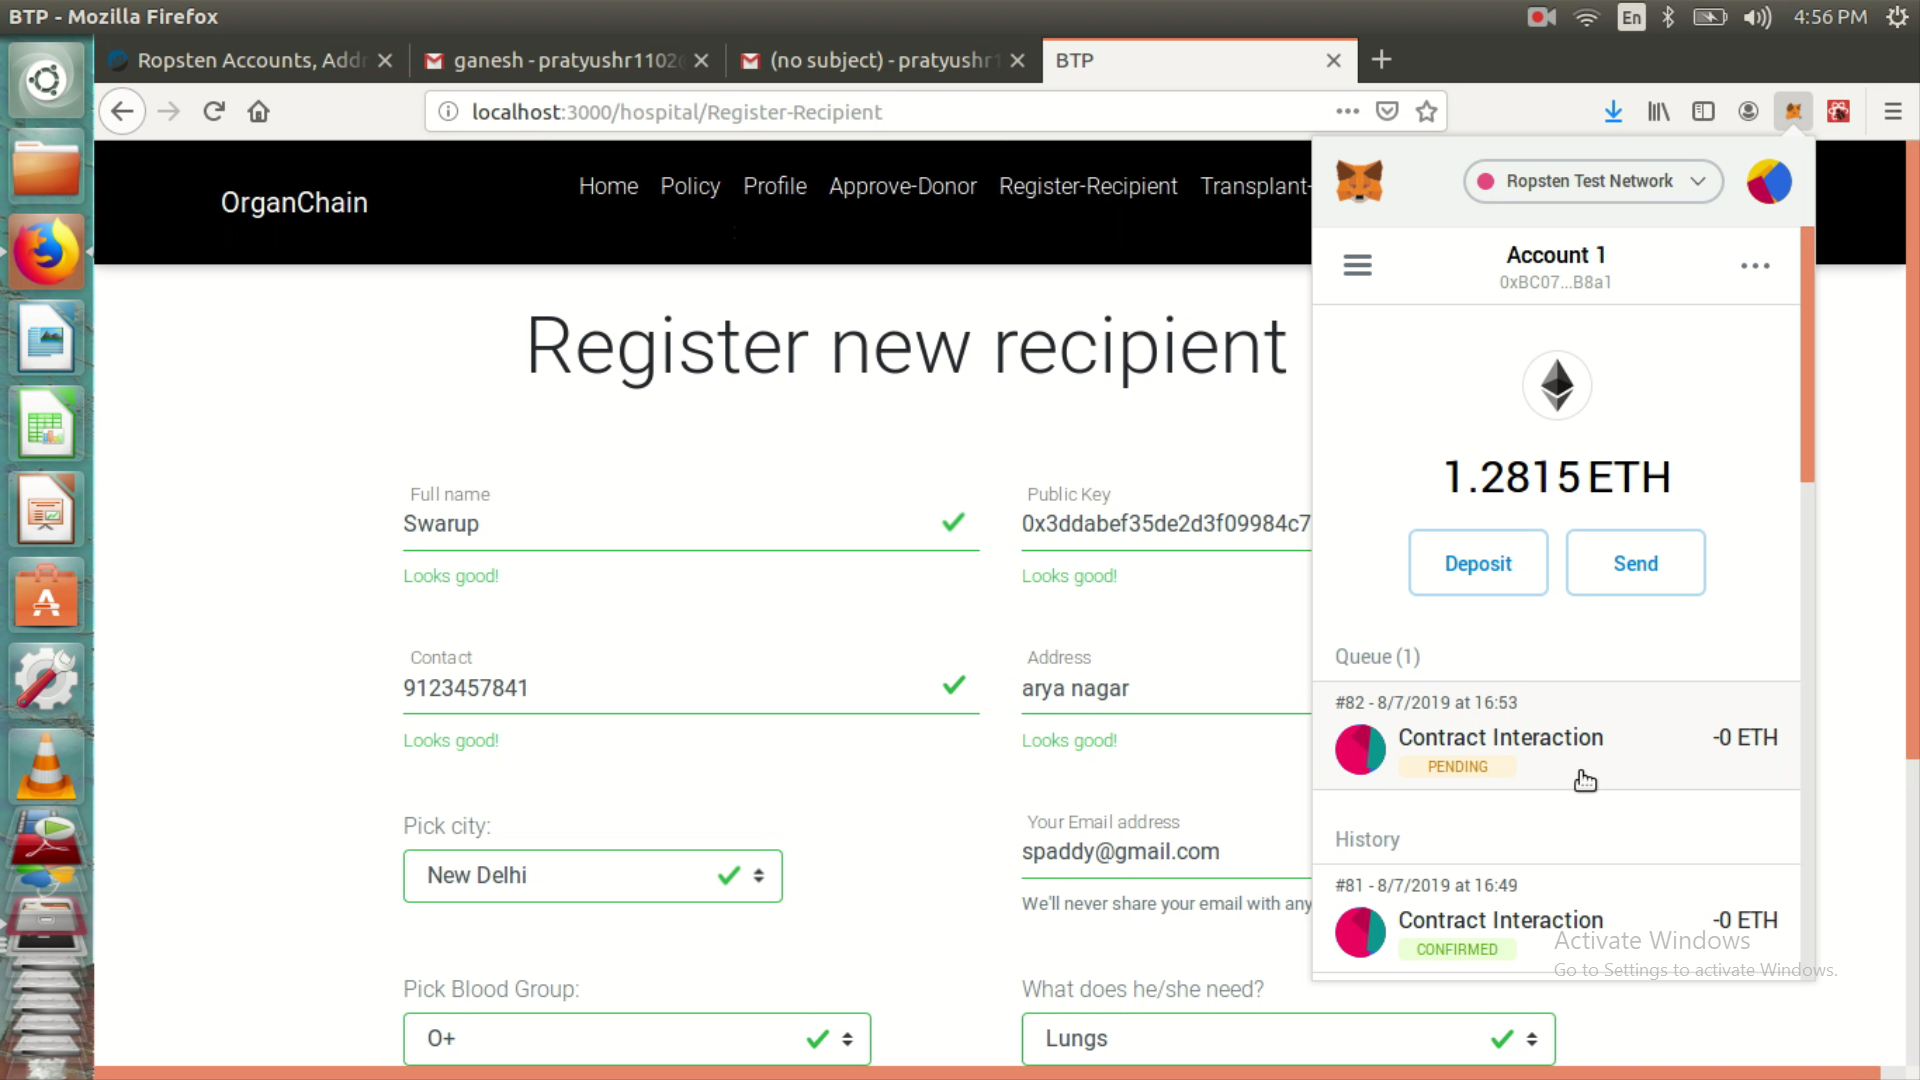 BTP - Mozilla Firefox
En
4:56 PM
Ropsten Accounts, Addr
ganesh - pratyushr1102
(no subject) - pratyushr1
BTP
localhost:3000/hospital/Register-Recipient
OrganChain
Home
Policy
Profile
Approve-Donor
Register-Recipient
Transplant-
Register new recipient
Full name
Swarup
Looks good!
Public Key
0x3ddabef35de2d3f09984c7
Looks good!
Contact
9123457841
Looks good!
Address
arya nagar
Looks good!
Pick city:
New Delhi
Your Email address
spaddy@gmail.com
We'll never share your email with any
Pick Blood Group:
O+
What does he/she need?
Lungs
Ropsten Test Network
Account 1
0xBC07...B8a1
1.2815 ETH
Deposit
Send
Queue (1)
#82 - 8/7/2019 at 16:53
Contract Interaction
-0 ETH
PENDING
History
#81 - 8/7/2019 at 16:49
Contract Interaction
-0 ETH
CONFIRMED
Activate Windows
Go to Settings to activate Windows.